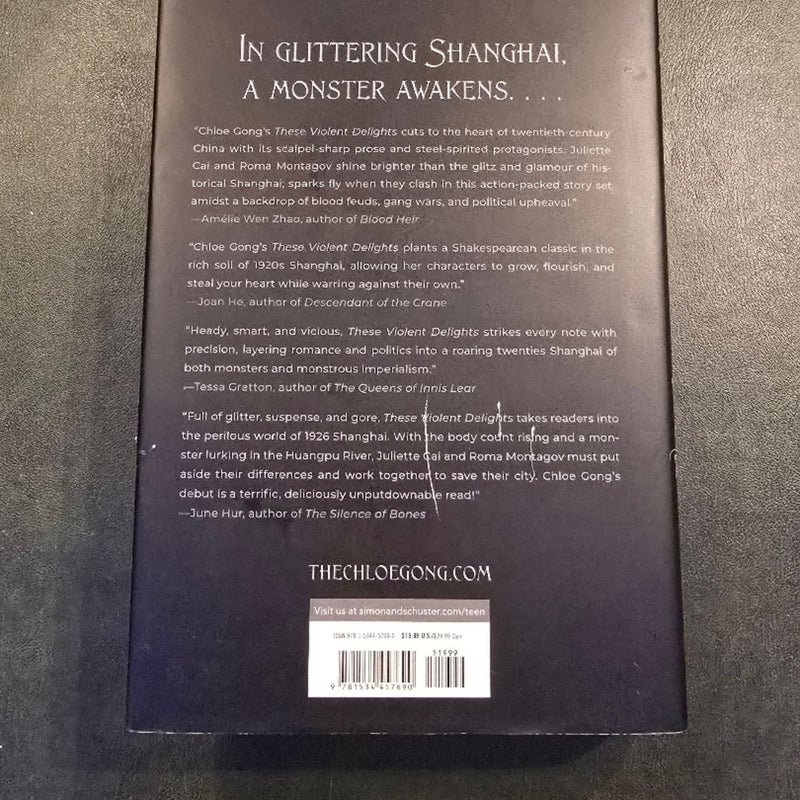 IN GLITTERING SHANGHAI,
A MONSTER AWAKENS. . . .
“Chloe Gong’s These Violent Delights cuts to the heart of twentieth-century
China with its scalpel-sharp prose and steel-spirited protagonists. Juliette
Cai and Roma Montagov shine brighter than the glitz and glamour of his-
torical Shanghai; sparks fly when they clash in this action-packed story set
amidst a backdrop of blood feuds, gang wars, and political upheaval.”
—Amélie Wen Zhao, author of Blood Heir
“Chloe Gong’s These Violent Delights plants a Shakespearean classic in the
rich soil of 1920s Shanghai, allowing her characters to grow, flourish, and
steal your heart while warring against their own.”
—Joan He, author of Descendant of the Crane
“Heady, smart, and vicious, These Violent Delights strikes every note with
precision, layering romance and politics into a roaring twenties Shanghai of
both monsters and monstrous imperialism.”
—Tessa Gratton, author of The Queens of Innis Lear
“Full of glitter, suspense, and gore, These Violent Delights takes readers into
the perilous world of 1926 Shanghai. With the body count rising and a mon-
ster lurking in the Huangpu River, Juliette Cai and Roma Montagov must put
aside their differences and work together to save their city. Chloe Gong’s
debut is a terrific, deliciously unputdownable read!”
—June Hur, author of The Silence of Bones
THECHLOEGONG.COM
Visit us at simonandschuster.com/teen
ISBN 978-1-5344-5769-0 $19.99 U.S./$24.99 Can.
51999
9 781534 457690